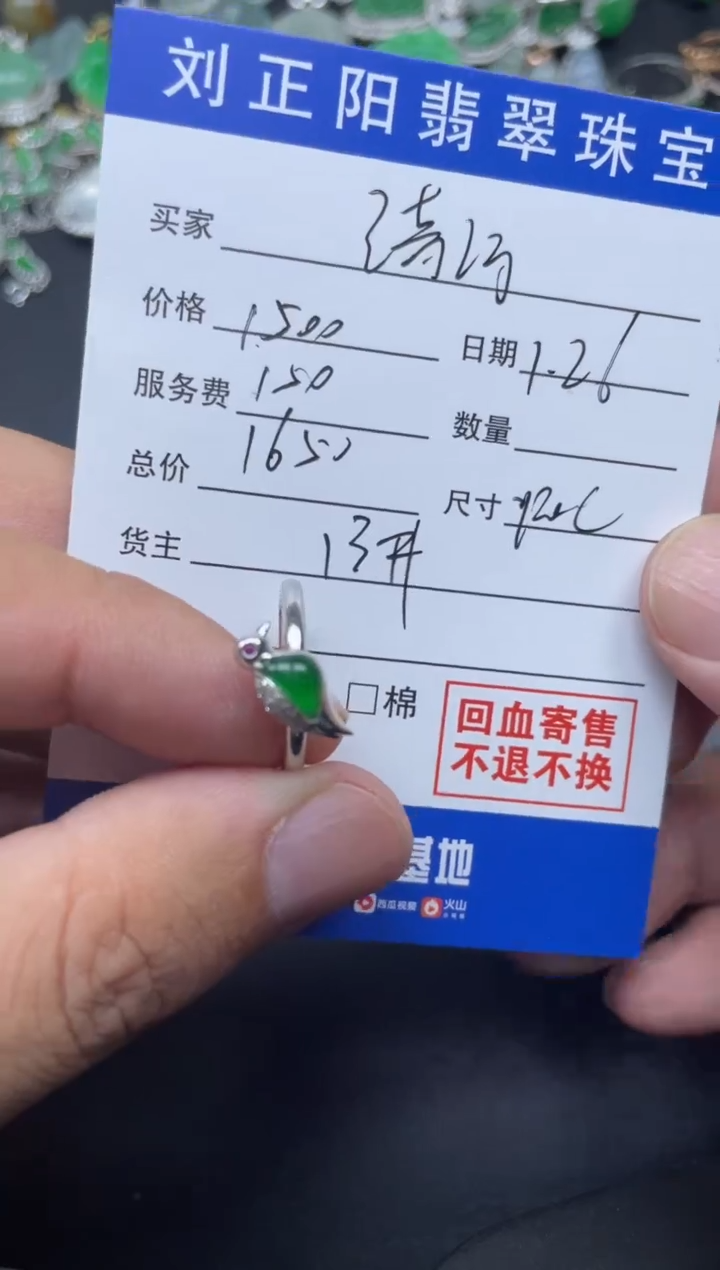 刘正阳翡翠珠宝
买家
价格 1500 日期 1.26
服务费 150 数量
总价 1650 尺寸
货主 13#
□棉
回血寄售
不退不换
基地
西瓜视频 火山